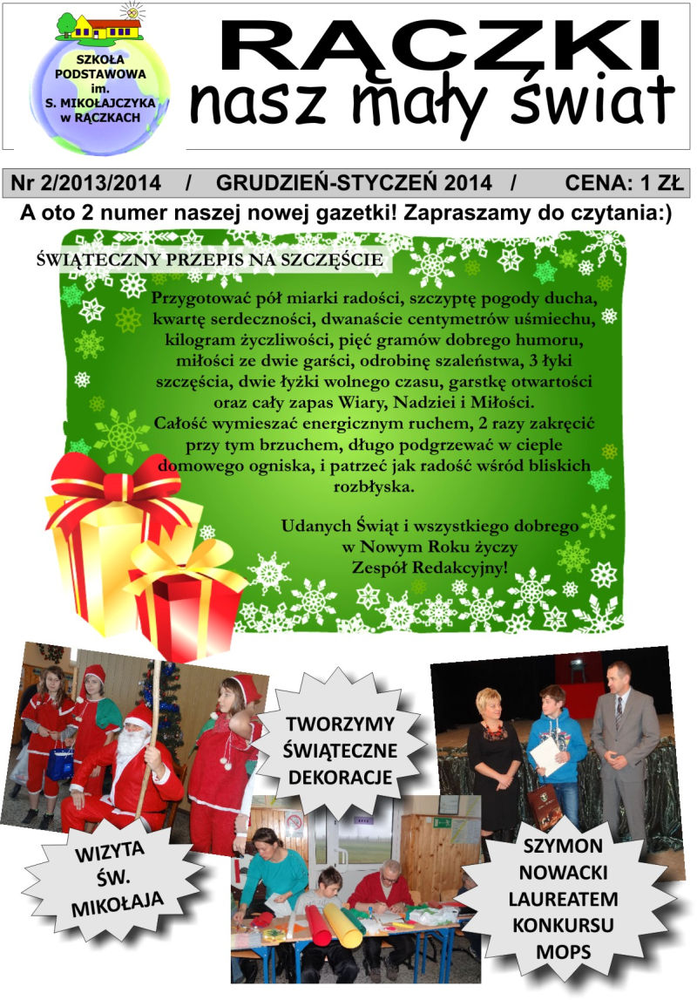 SZKOŁA
PODSTAWOWA
im.
S. MIKOŁAJCZYKA
w RĄCZKACH
RĄCZKI
nasz mały świat
Nr 2/2013/2014 / GRUDZIEŃ-STYCZEŃ 2014 / CENA: 1 ZŁ
A oto 2 numer naszej nowej gazetki! Zapraszamy do czytania:)
ŚWIĄTECZNY PRZEPIS NA SZCZĘŚCIE
Przygotować pół miarki radości, szczyptę pogody ducha,
kwartę serdeczności, dwanaście centymetrów uśmiechu,
kilogram życzliwości, pięć gramów dobrego humoru,
miłości ze dwie garści, odrobinę szaleństwa, 3 łyki
szczęścia, dwie łyżki wolnego czasu, garstkę otwartości
oraz cały zapas Wiary, Nadziei i Miłości.
Całość wymieszać energicznym ruchem, 2 razy zakręcić
przy tym brzuchem, długo podgrzewać w cieple
domowego ogniska, i patrzeć jak radość wśród bliskich
rozbłyska.
Udanych Świąt i wszystkiego dobrego
w Nowym Roku życzy
Zespół Redakcyjny!
TWORZYMY
ŚWIĄTECZNE
DEKORACJE
WIZYTA
ŚW.
MIKOŁAJA
SZYMON
NOWACKI
LAUREATEM
KONKURSU
MOPS